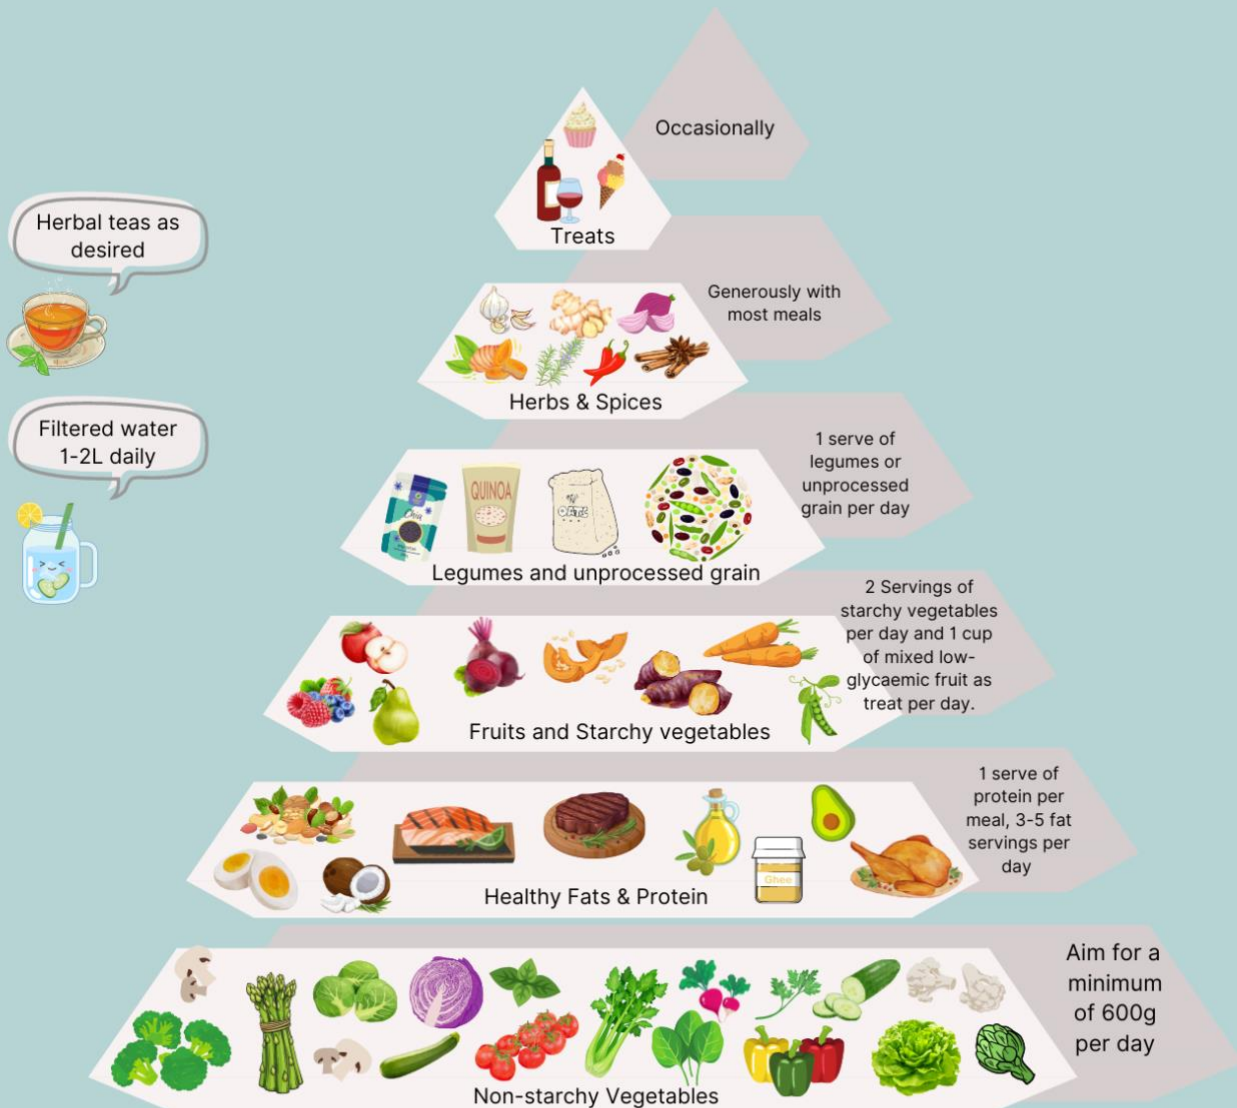 Occasionally
Treats
Herbal teas as
desired
Generously with
most meals
Herbs & Spices
Filtered water
1-2L daily
1 serve of
legumes or
unprocessed
grain per day
QUINOA
Legumes and unprocessed grain
2 Servings of
starchy vegetables
per day and 1 cup
of mixed low-
glycaemic fruit as
treat per day.
Fruits and Starchy vegetables
1 serve of
protein per
meal, 3-5 fat
servings per
day
Ghee
Healthy Fats & Protein
Aim for a
minimum
of 600g
per day
Non-starchy Vegetables